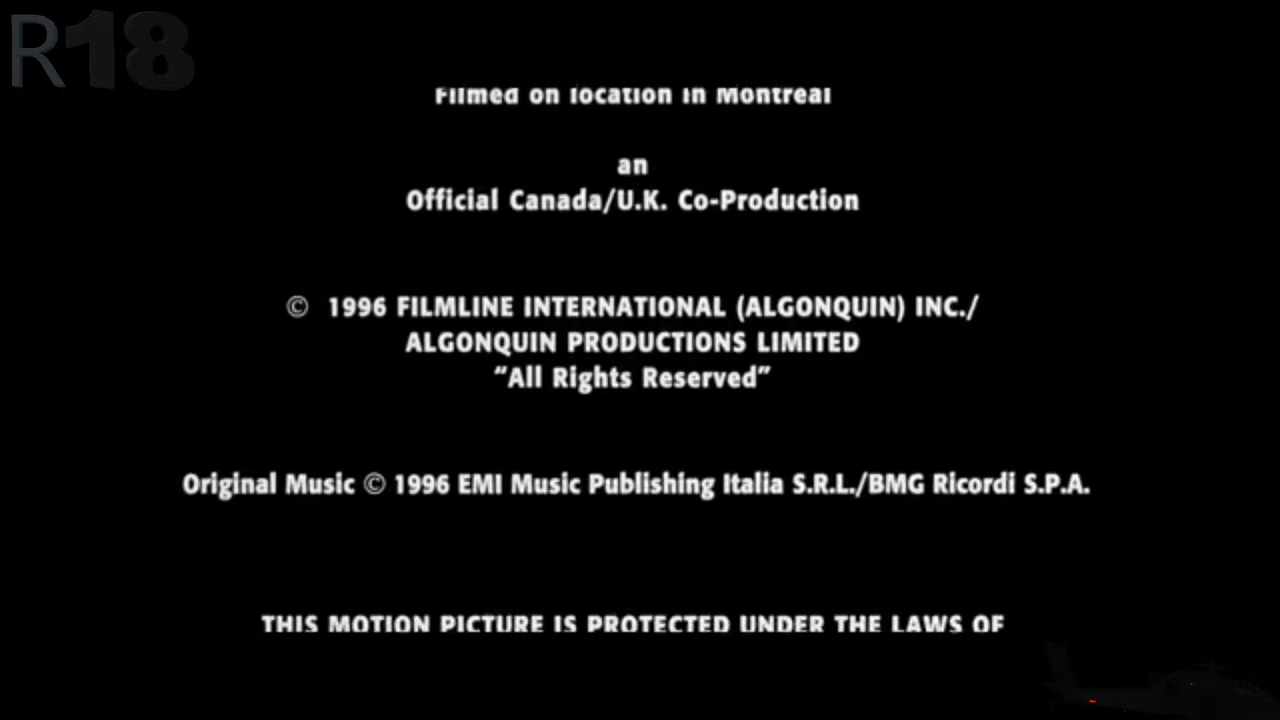 R18
Filmed on location in Montreal
an
Official Canada/U.K. Co-Production
© 1996 FILMLINE INTERNATIONAL (ALGONQUIN) INC./
ALGONQUIN PRODUCTIONS LIMITED
“All Rights Reserved”
Original Music © 1996 EMI Music Publishing Italia S.R.L./BMG Ricordi S.P.A.
THIS MOTION PICTURE IS PROTECTED UNDER THE LAWS OF